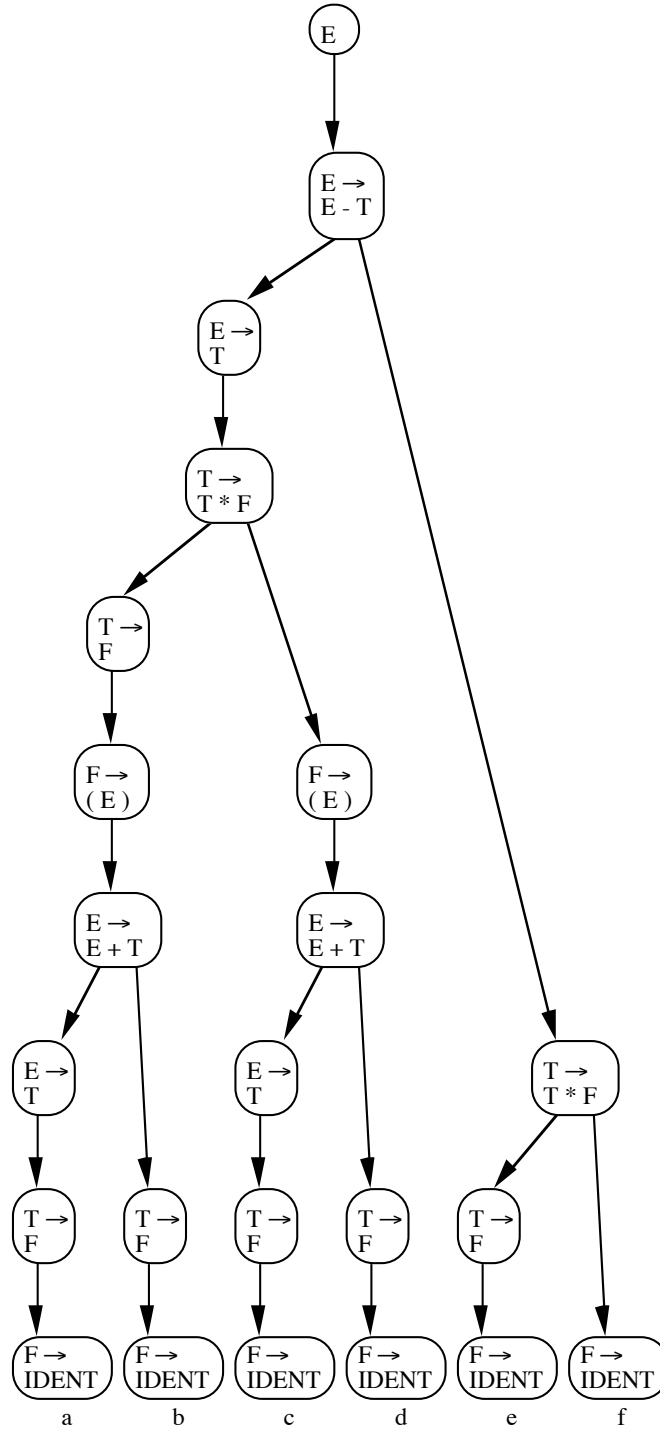 E
E →
E - T
E →
T
T →
T * F
T →
F
F →
( E )
F →
( E )
E →
E + T
E →
E + T
E →
T
E →
T
T →
T * F
T →
F
T →
F
T →
F
T →
F
T →
F
F →
IDENT
F →
IDENT
F →
IDENT
F →
IDENT
F →
IDENT
F →
IDENT
a
b
c
d
e
f